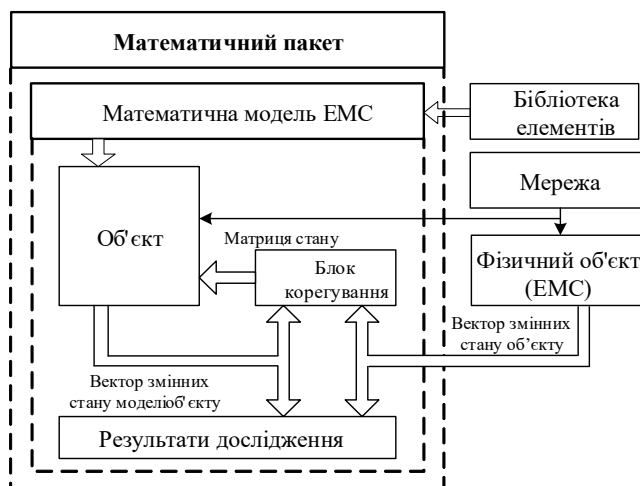 Математичний пакет
Математична модель ЕМС
Бібліотека
елементів
Мережа
Об'єкт
Матриця стану
Блок
корегування
Фізичний об'єкт
(ЕМС)
Вектор змінних
стану об’єкту
Вектор змінних
стану моделіоб'єкту
Результати дослідження